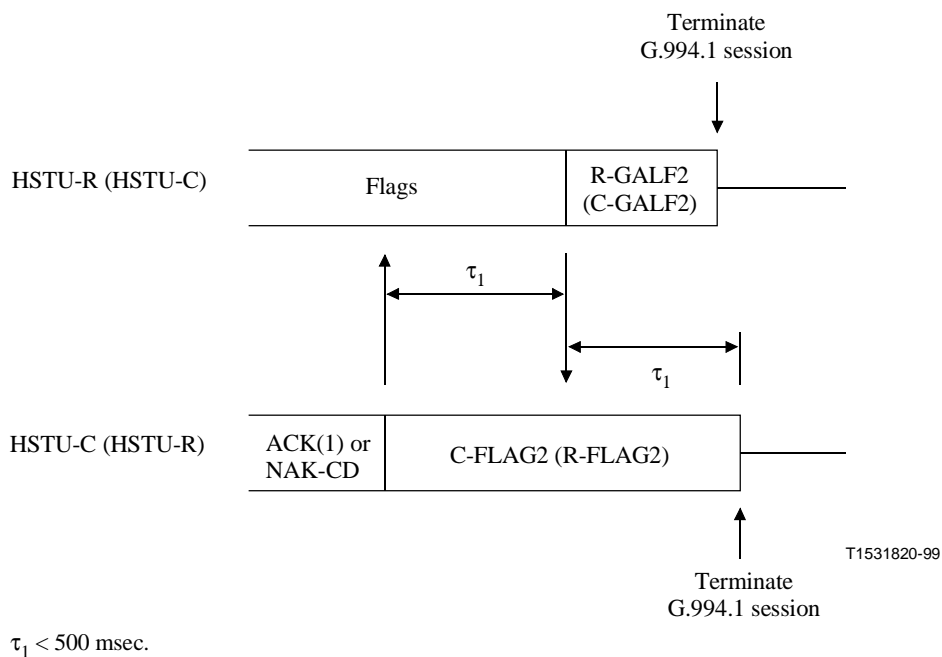 Terminate
G.994.1 session
HSTU-R (HSTU-C)
Flags
R-GALF2
(C-GALF2)
τ1
τ1
HSTU-C (HSTU-R)
ACK(1) or
NAK-CD
C-FLAG2 (R-FLAG2)
T1531820-99
Terminate
G.994.1 session
τ1 < 500 msec.